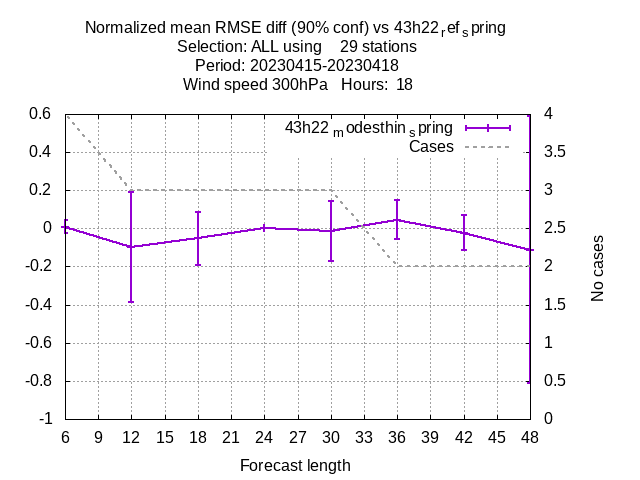 Normalized mean RMSE diff (90% conf) vs 43h22ref spring
Selection: ALL using    29 stations
Period: 20230415-20230418
Wind speed 300hPa   Hours:  18
43h22modesthinspring
Cases
0.6
0.4
0.2
0
-0.2
-0.4
-0.6
-0.8
-1
4
3.5
3
2.5
2
1.5
1
0.5
0
No cases
6 9 12 15 18 21 24 27 30 33 36 39 42 45 48
Forecast length